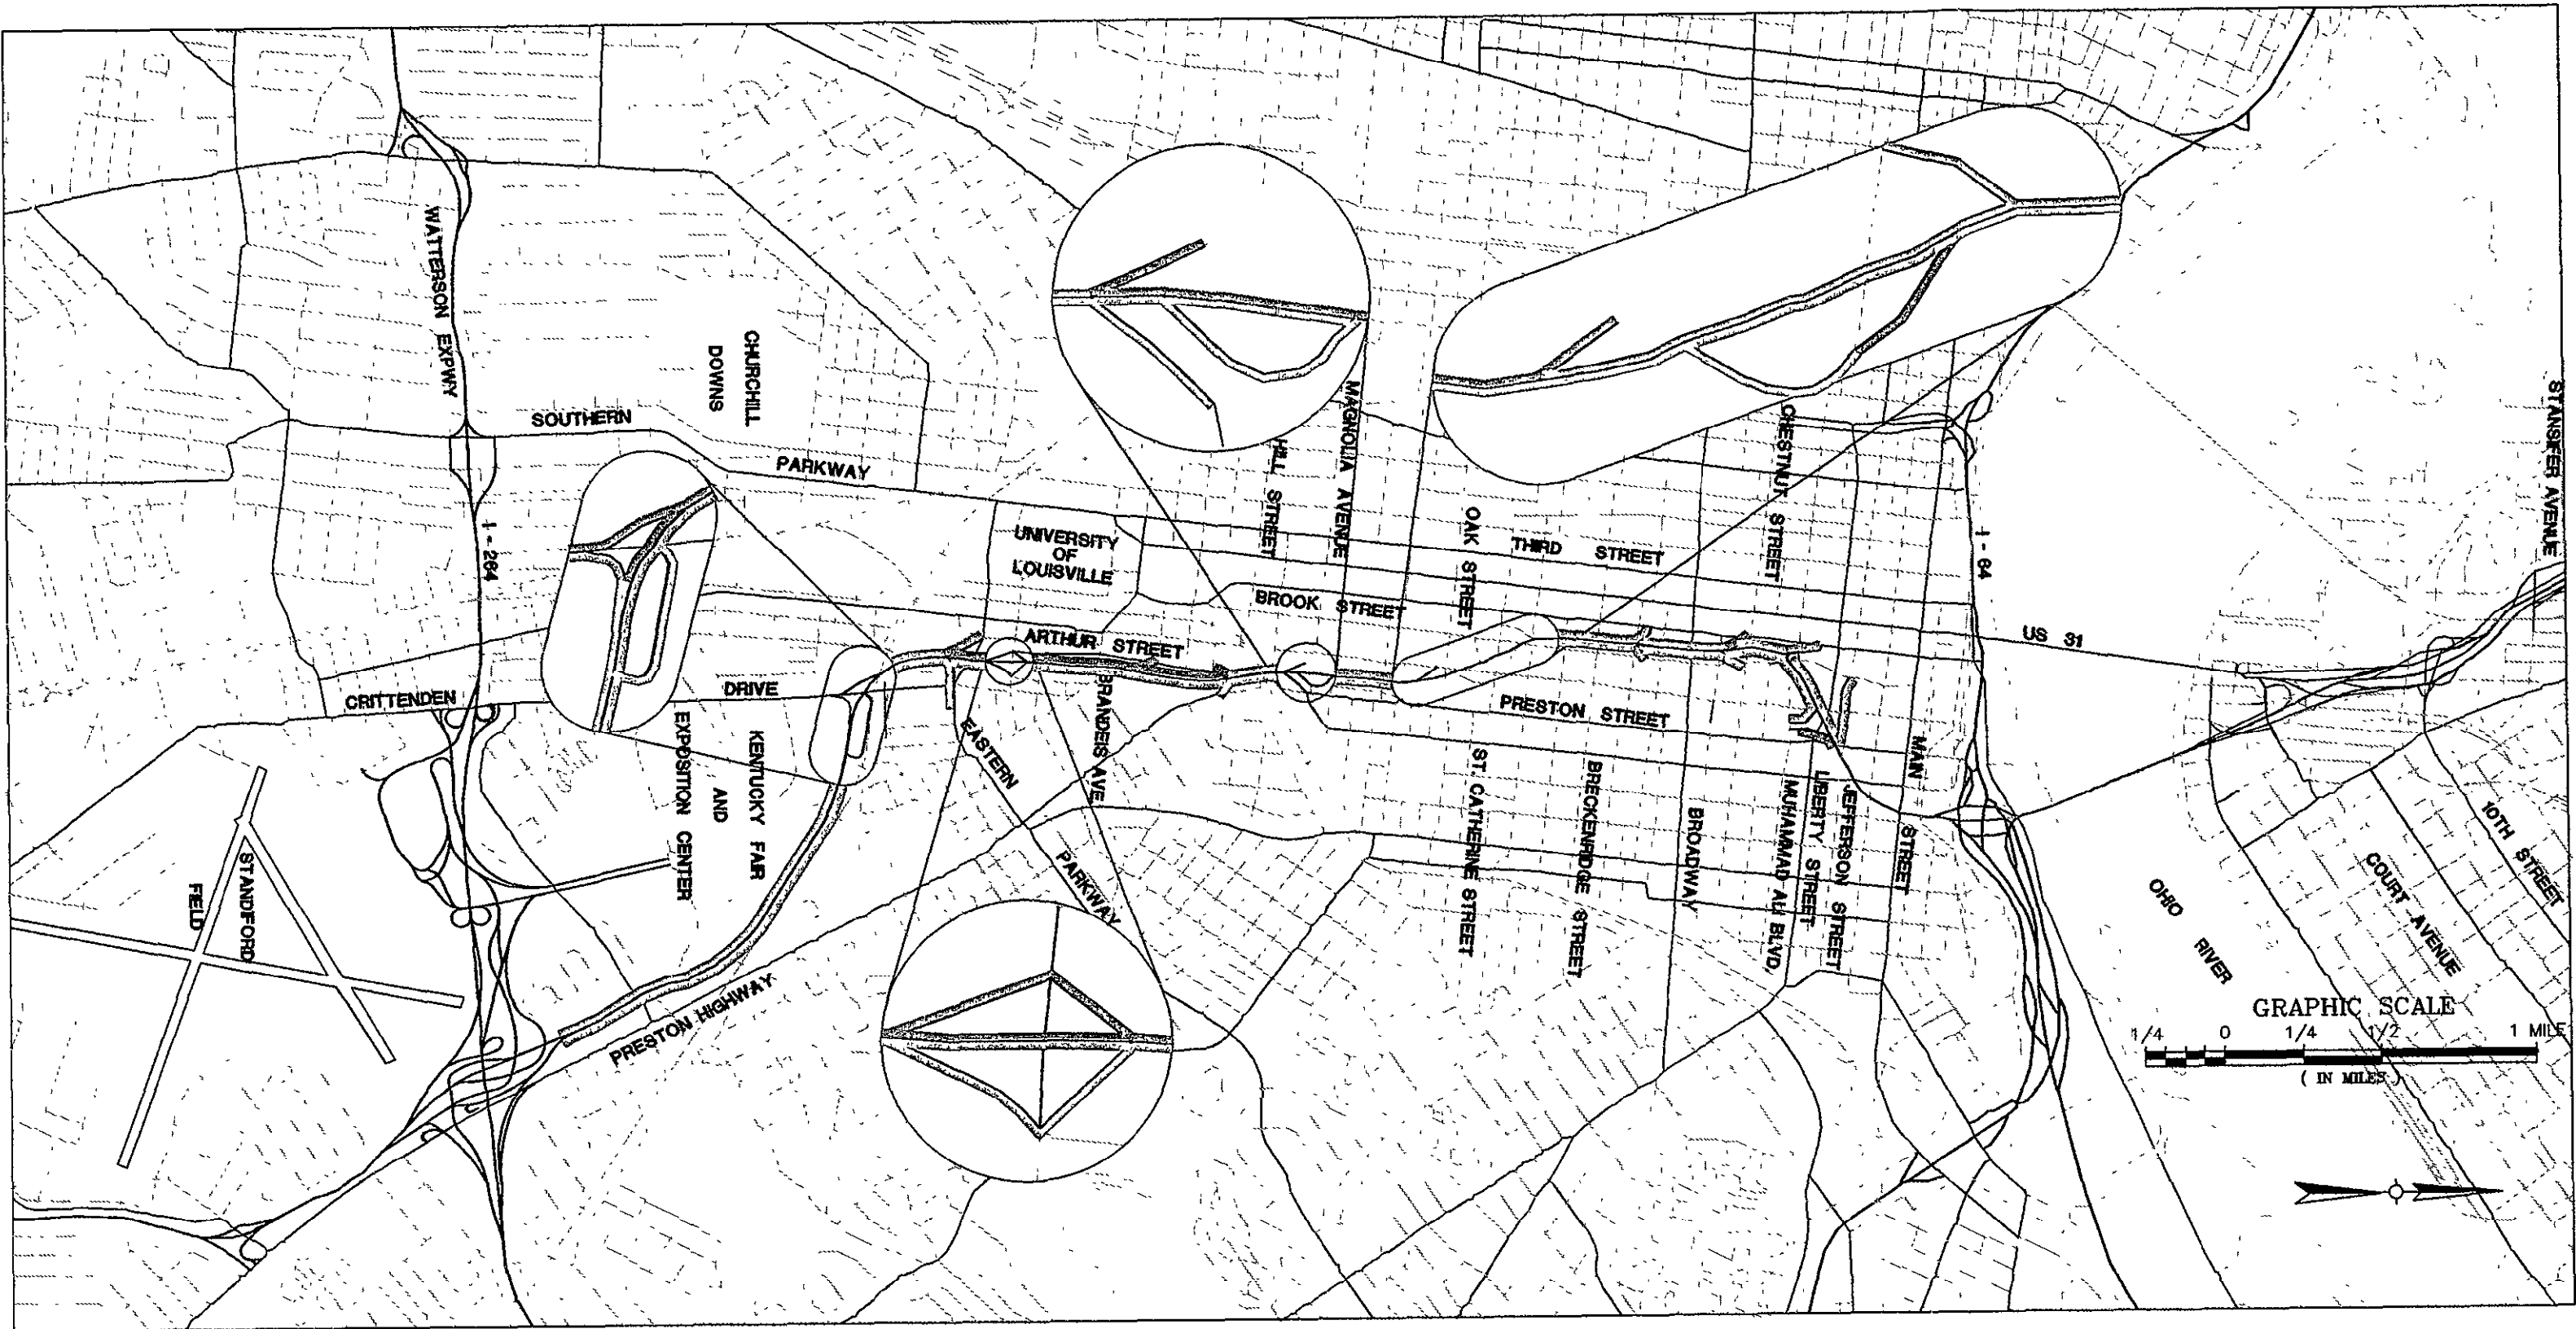 WATTERSON EXPWY
CHURCHILL
DOWNS
SOUTHERN
PARKWAY
I - 264
UNIVERSITY
OF
LOUISVILLE
HILL STREET
MAGNOLIA AVENUE
OAK STREET
THIRD STREET
CHESTNUT STREET
I - 64
STANSIFER AVENUE
BROOK STREET
ARTHUR STREET
US 31
CRITTENDEN DRIVE
BRANDEIS AVE
PRESTON STREET
EASTERN PARKWAY
KENTUCKY FAIR
AND
EXPOSITION CENTER
STANDIFORD
FIELD
PRESTON HIGHWAY
ST. CATHERINE STREET
BRECKENRIDGE STREET
BROADWAY
MUHAMMAD ALI BLVD.
LIBERTY STREET
JEFFERSON STREET
MAIN STREET
OHIO RIVER
COURT AVENUE
10TH STREET
GRAPHIC SCALE
1/4 0 1/4 1/2 1 MILE
( IN MILES )